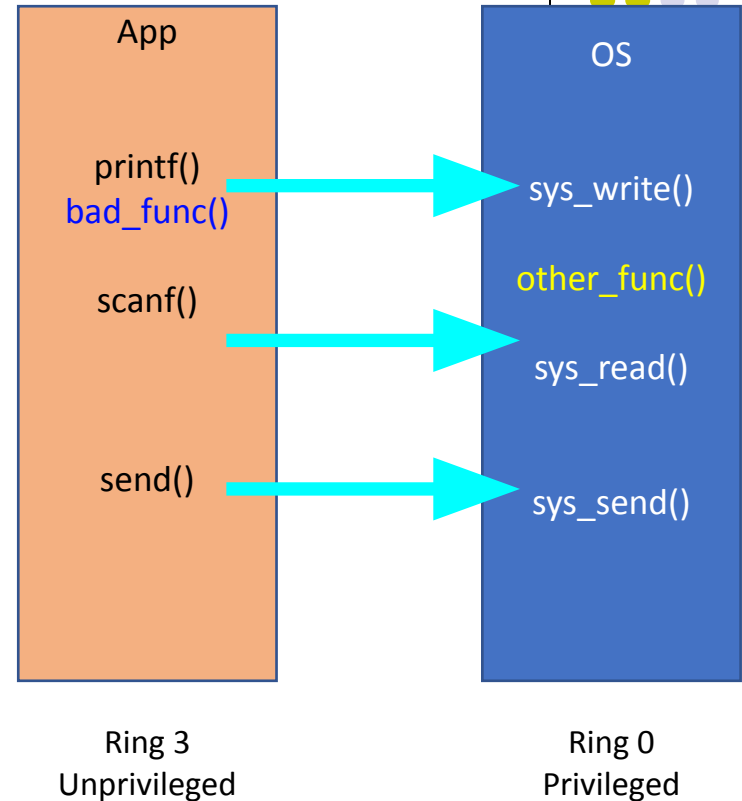 App
printf()
bad_func()
scanf()
send()
OS
sys_write()
other_func()
sys_read()
sys_send()
Ring 3
Unprivileged
Ring 0
Privileged